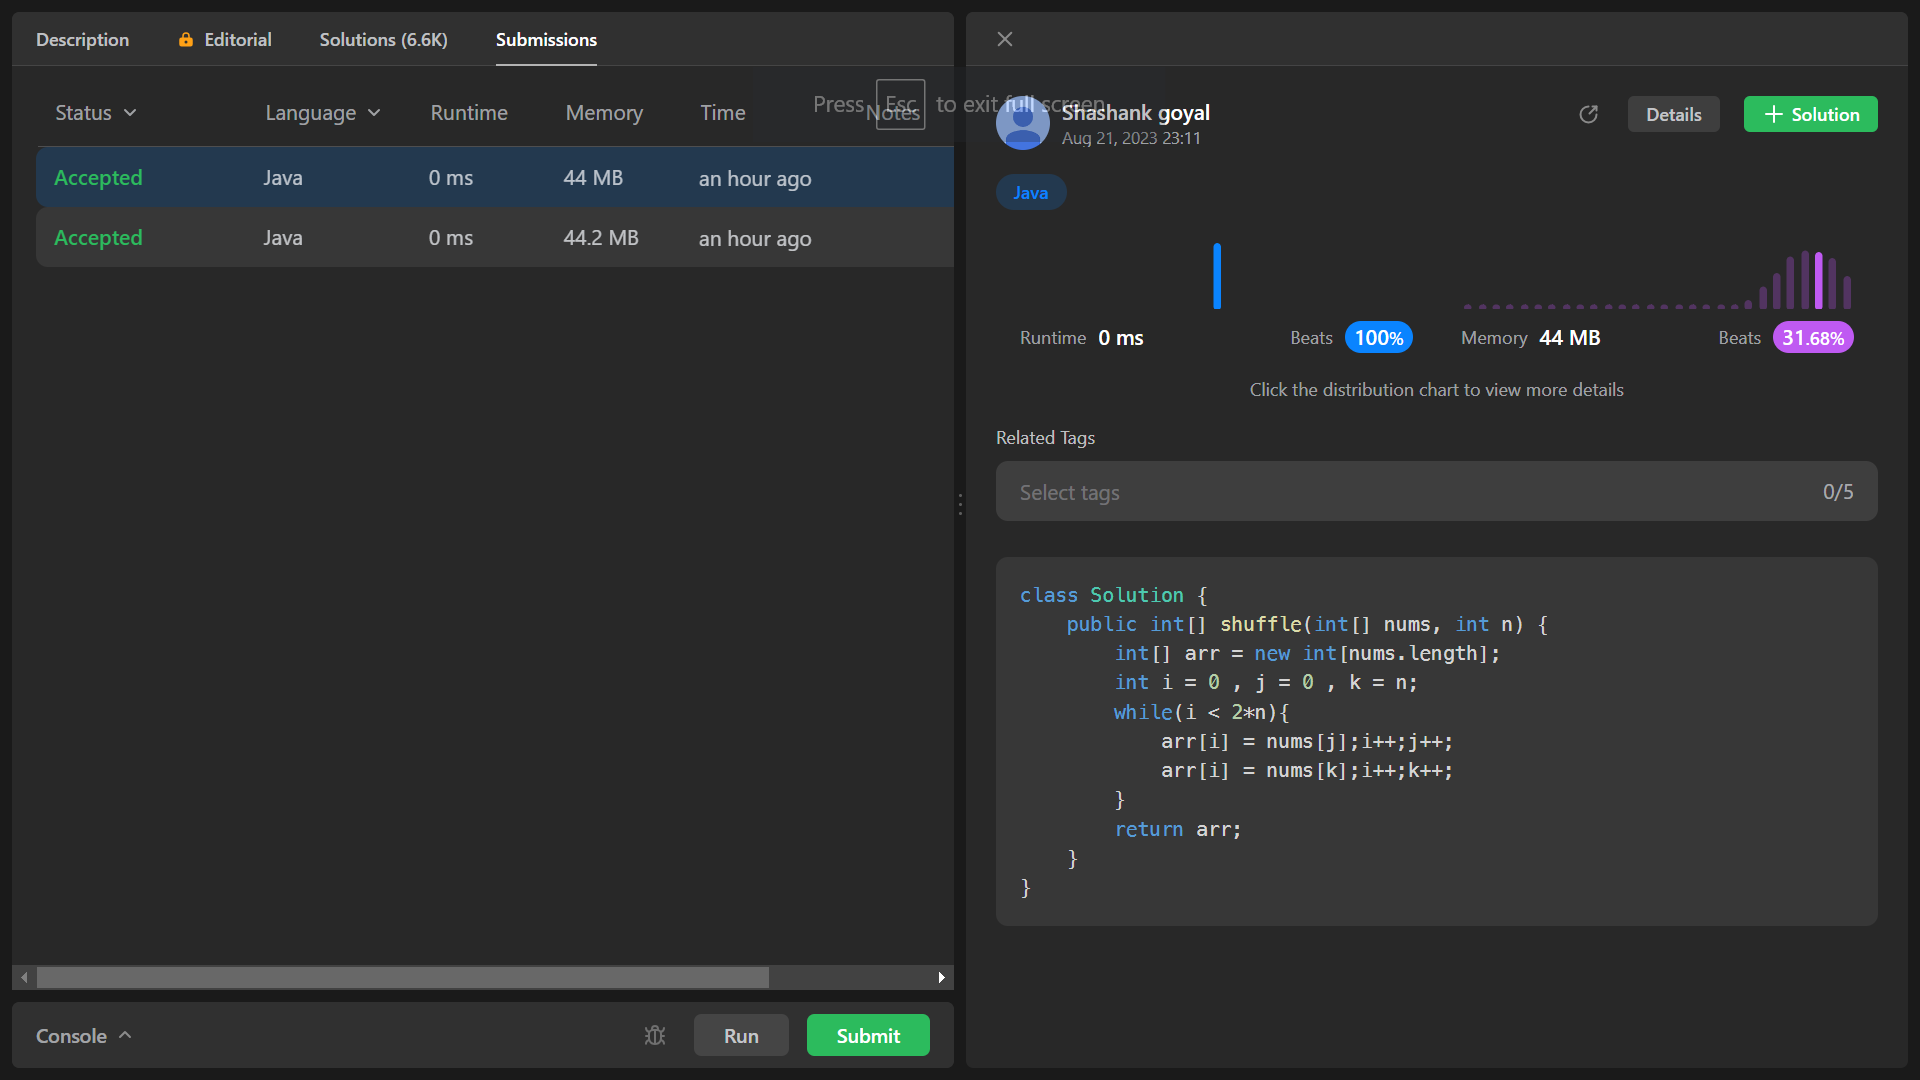 Description Editorial Solutions (6.6K) Submissions
Press Esc to exit full screen
Status Language Runtime Memory Time Notes
Accepted Java 0 ms 44 MB an hour ago
Accepted Java 0 ms 44.2 MB an hour ago
Console Run Submit
Shashank goyal
Aug 21, 2023 23:11
Details + Solution
Java
Runtime 0 ms Beats 100% Memory 44 MB Beats 31.68%
Click the distribution chart to view more details
Related Tags
Select tags 0/5
class Solution {
    public int[] shuffle(int[] nums, int n) {
        int[] arr = new int[nums.length];
        int i = 0 , j = 0 , k = n;
        while(i < 2*n){
            arr[i] = nums[j];i++;j++;
            arr[i] = nums[k];i++;k++;
        }
        return arr;
    }
}